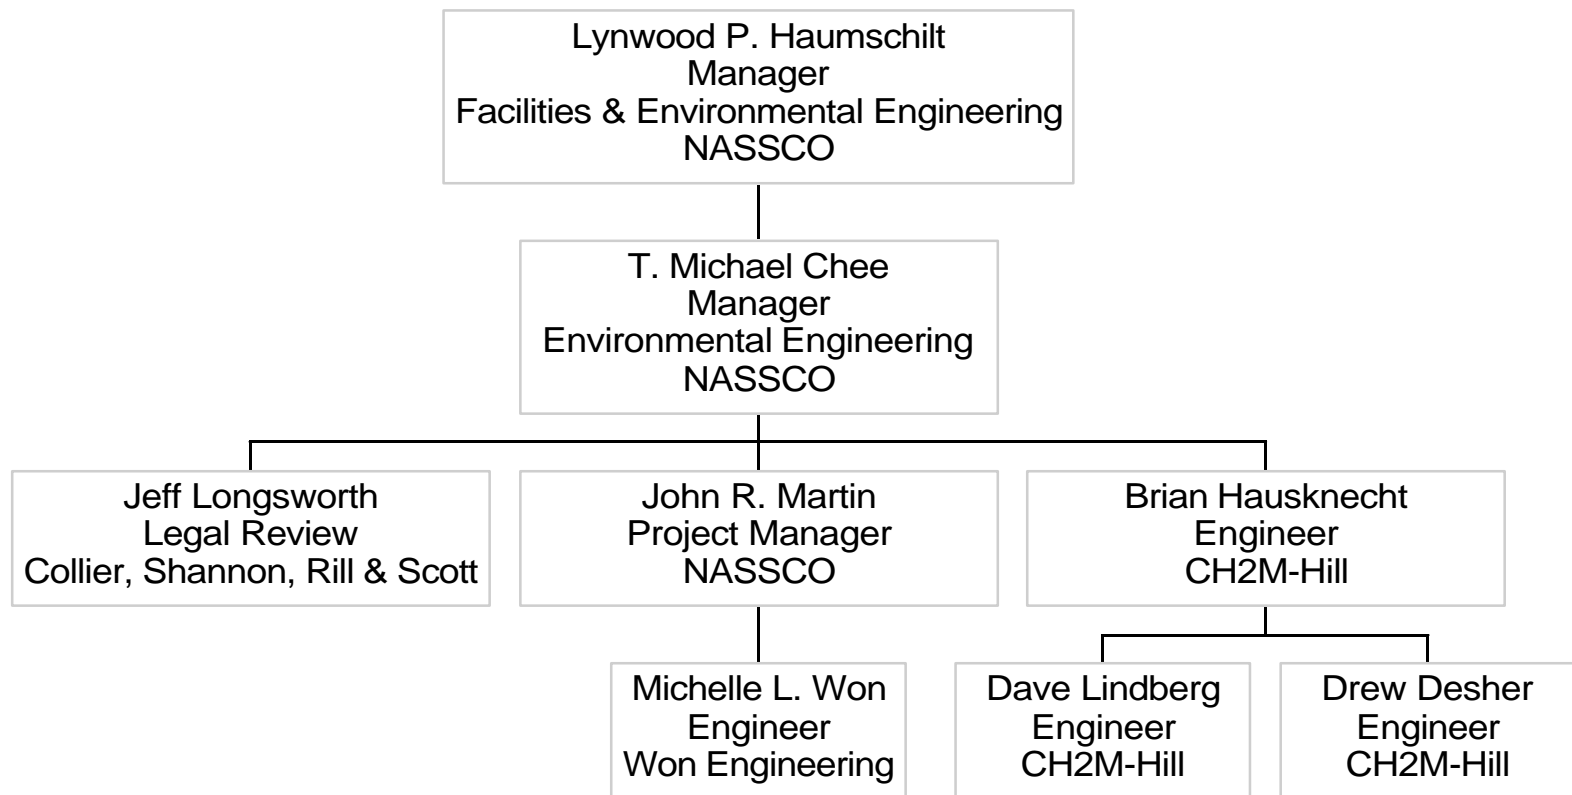 Lynwood P. Haumschilt
Manager
Facilities & Environmental Engineering
NASSCO
T. Michael Chee
Manager
Environmental Engineering
NASSCO
Jeff Longsworth
Legal Review
Collier, Shannon, Rill & Scott
John R. Martin
Project Manager
NASSCO
Brian Hausknecht
Engineer
CH2M-Hill
Michelle L. Won
Engineer
Won Engineering
Dave Lindberg
Engineer
CH2M-Hill
Drew Desher
Engineer
CH2M-Hill